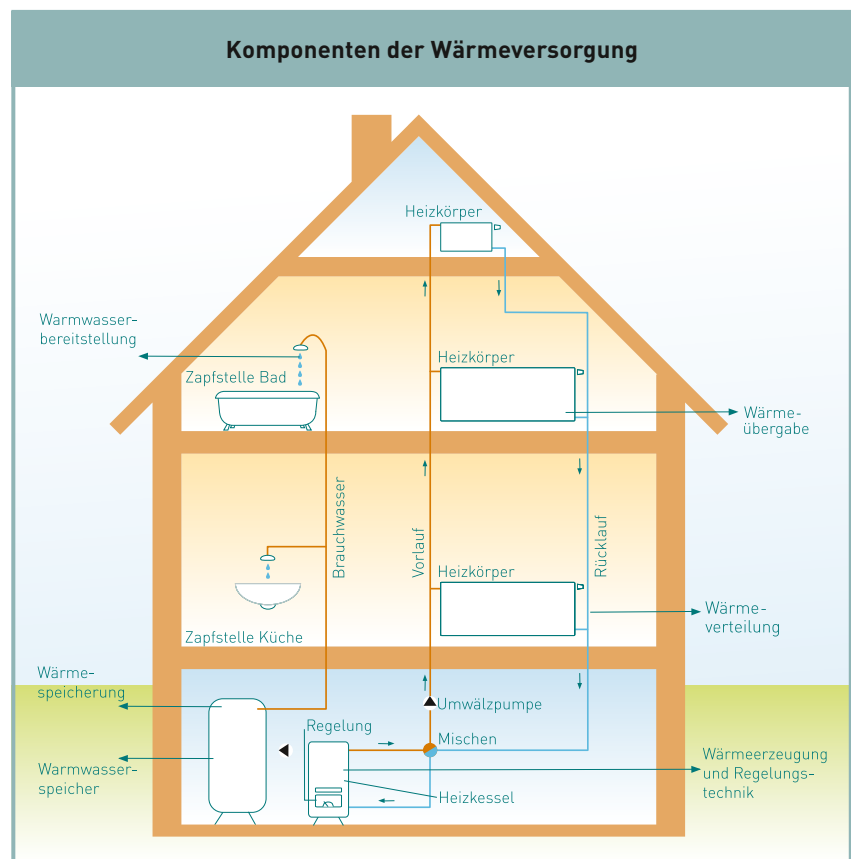 Komponenten der Wärmeversorgung
Heizkörper
Warmwasser-
bereitstellung
Zapfstelle Bad
Heizkörper
Wärme-
übergabe
Brauchwasser
Vorlauf
Rücklauf
Heizkörper
Zapfstelle Küche
Wärme-
verteilung
Wärme-
speicherung
Umwälzpumpe
Regelung
Mischen
Warmwasser-
speicher
Heizkessel
Wärmeerzeugung
und Regelungs-
technik